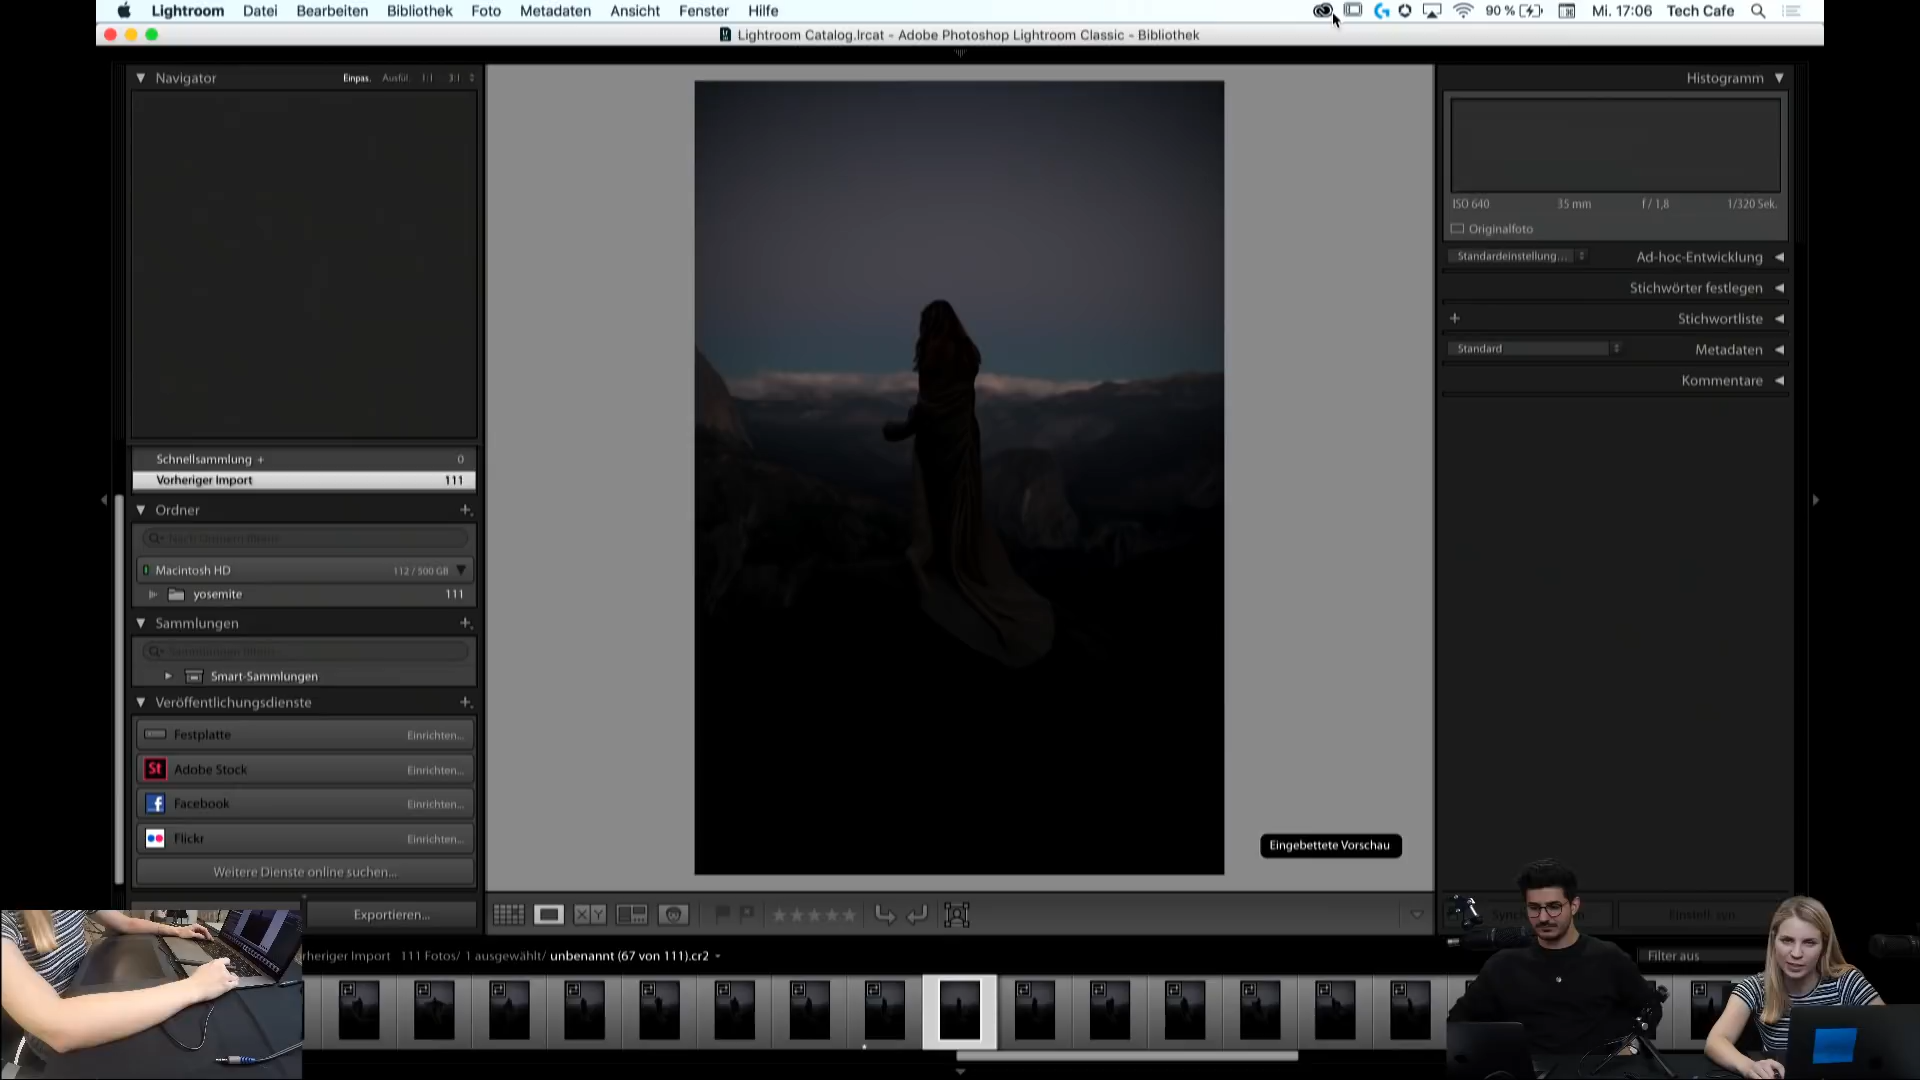 Lightroom Datei Bearbeiten Bibliothek Foto Metadaten Ansicht Fenster Hilfe 90 % Mi. 17:06 Tech Cafe
Lightroom Catalog.lrcat - Adobe Photoshop Lightroom Classic - Bibliothek
Navigator Einpas. Ausfül. 1:1 3:1
Histogramm
ISO 640 35 mm f / 1,8 1/320 Sek.
Originalfoto
Standardeinstellung... Ad-hoc-Entwicklung
Stichwörter festlegen
+ Stichwortliste
Standard Metadaten
Kommentare
Schnellsammlung + 0
Vorheriger Import 111
Ordner +
Macintosh HD 112 / 500 GB
yosemite 111
Sammlungen +
Sammlungen filtern
Smart-Sammlungen
Veröffentlichungsdienste +
Festplatte Einrichten...
St Adobe Stock Einrichten...
f Facebook Einrichten...
Flickr Einrichten...
Weitere Dienste online suchen...
Eingebettete Vorschau
Exportieren...
X Y
rheriger Import 111 Fotos/ 1 ausgewählt/ unbenannt (67 von 111).cr2
Filter aus